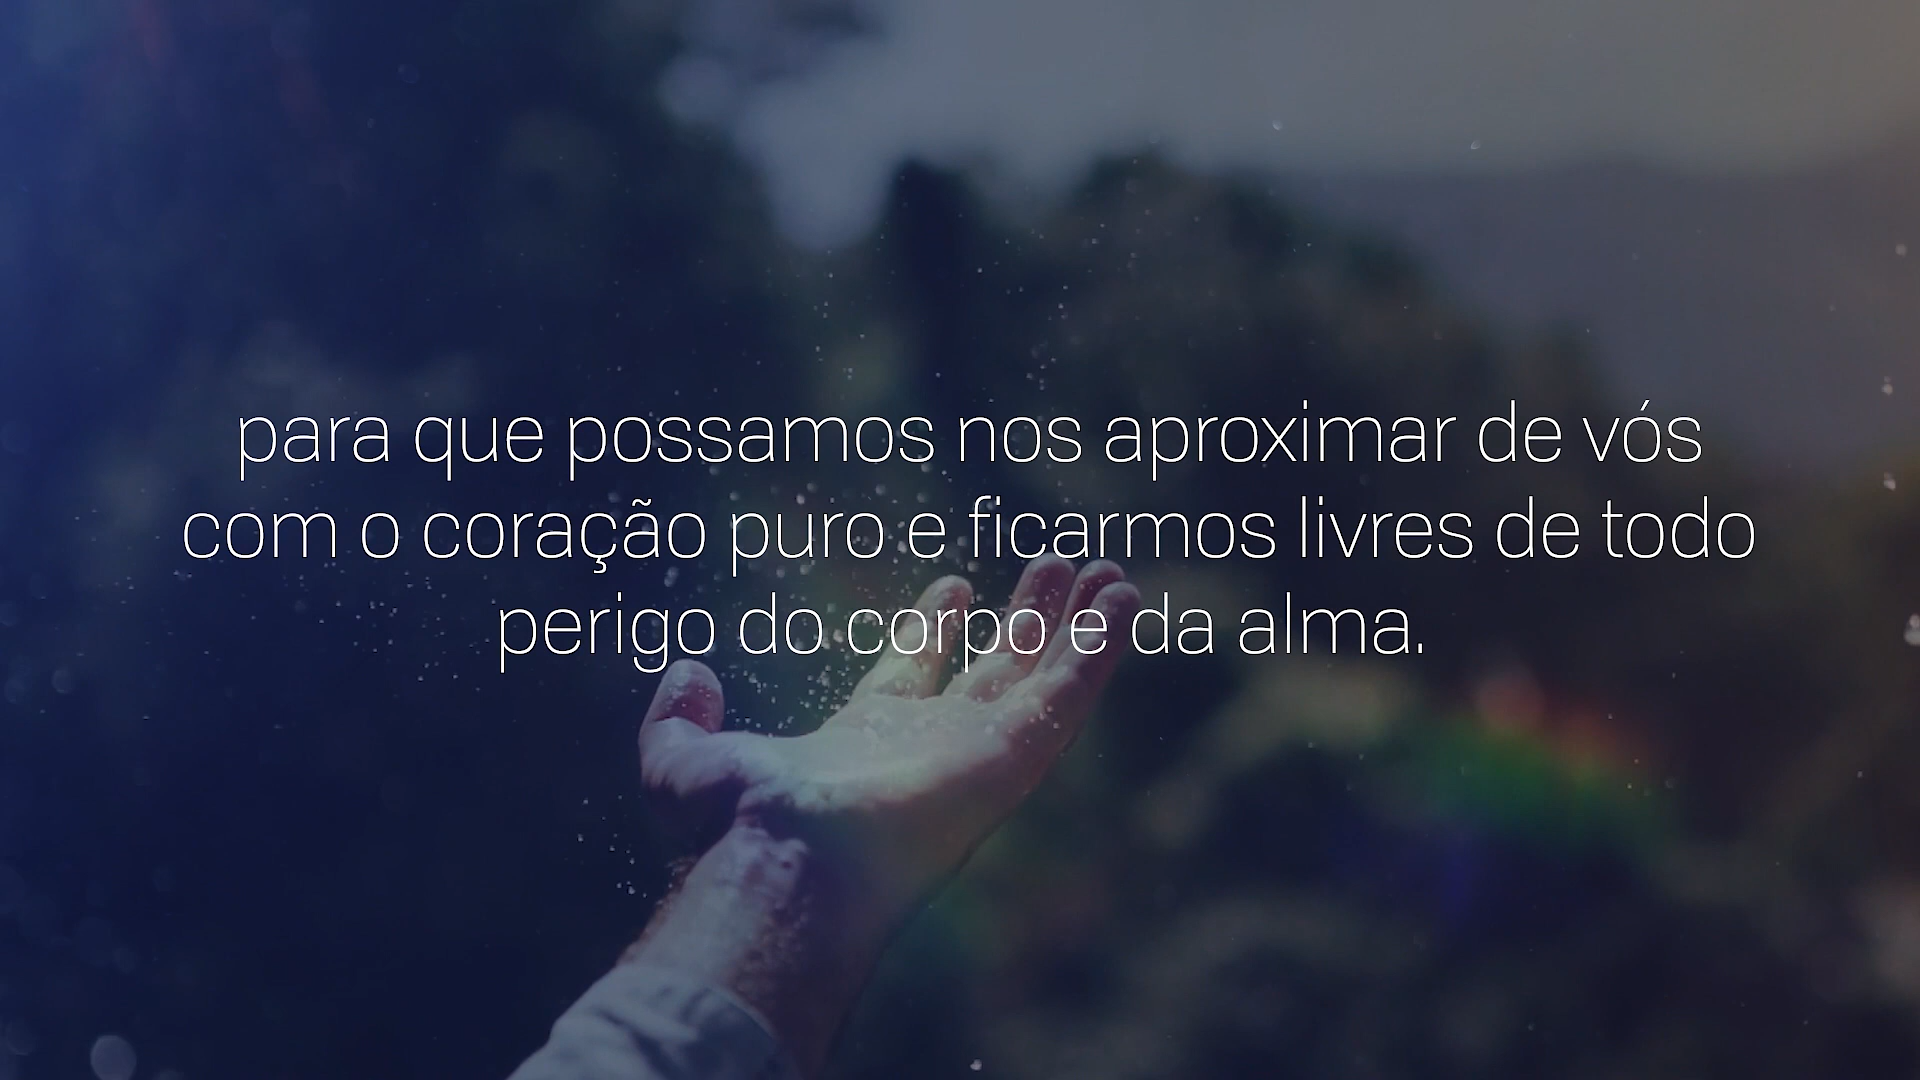 para que possamos nos aproximar de vós
com o coração puro e ficarmos livres de todo
perigo do corpo e da alma.